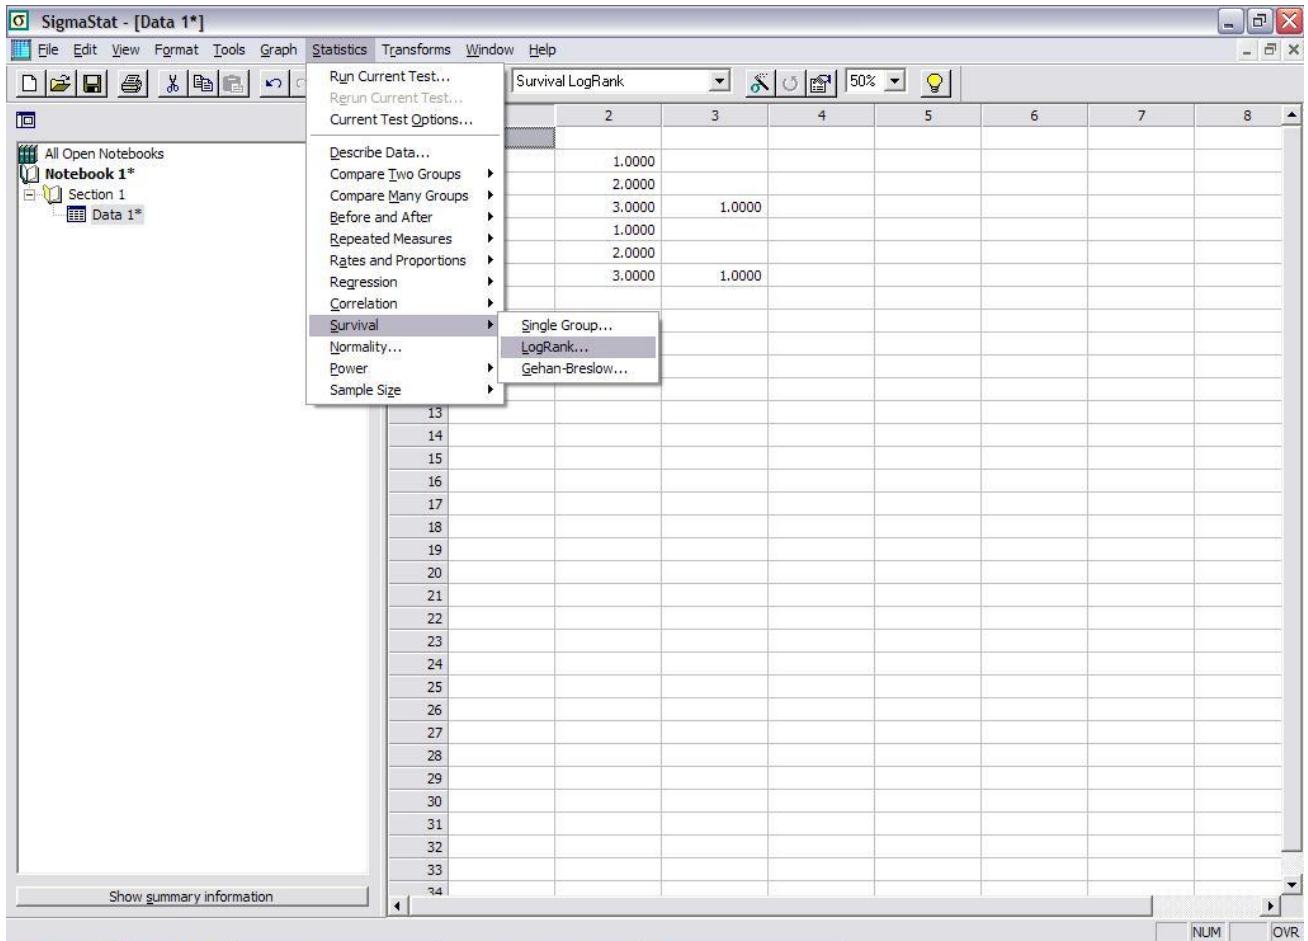 SigmaStat - [Data 1*]
File Edit View Format Tools Graph Statistics Transforms Window Help
Survival LogRank 50%
All Open Notebooks
Notebook 1*
Section 1
Data 1*
Show summary information
Run Current Test...
Rerun Current Test...
Current Test Options...
Describe Data...
Compare Two Groups
Compare Many Groups
Before and After
Repeated Measures
Rates and Proportions
Regression
Correlation
Survival
Normality...
Power
Sample Size
Single Group...
LogRank...
Gehan-Breslow...
2 3 4 5 6 7 8
1.0000
2.0000
3.0000 1.0000
1.0000
2.0000
3.0000 1.0000
13
14
15
16
17
18
19
20
21
22
23
24
25
26
27
28
29
30
31
32
33
34
NUM OVR